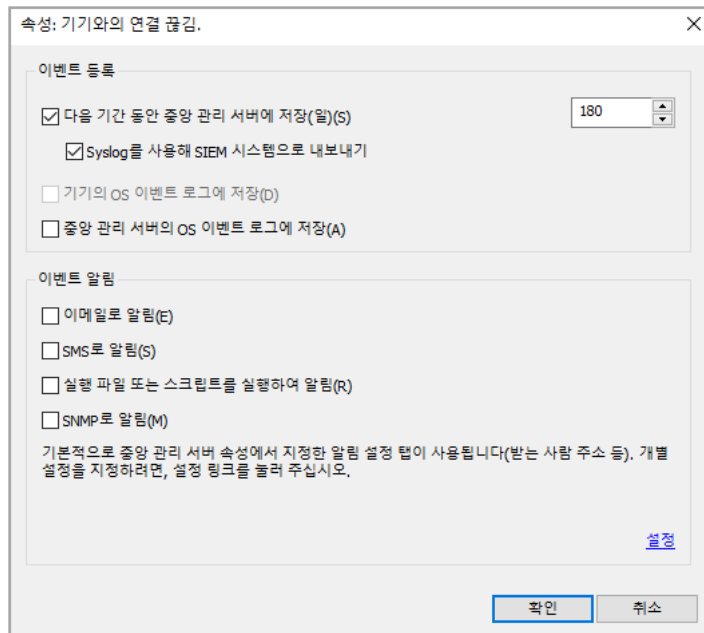 속성: 기기와의 연결 끊김.
이벤트 등록
다음 기간 동안 중앙 관리 서버에 저장(일)(S)
180
Syslog를 사용해 SIEM 시스템으로 내보내기
기기의 OS 이벤트 로그에 저장(D)
중앙 관리 서버의 OS 이벤트 로그에 저장(A)
이벤트 알림
이메일로 알림(E)
SMS로 알림(S)
실행 파일 또는 스크립트를 실행하여 알림(R)
SNMP로 알림(M)
기본적으로 중앙 관리 서버 속성에서 지정한 알림 설정 탭이 사용됩니다(받는 사람 주소 등). 개별
설정을 지정하려면, 설정 링크를 눌러 주십시오.
설정
확인
취소